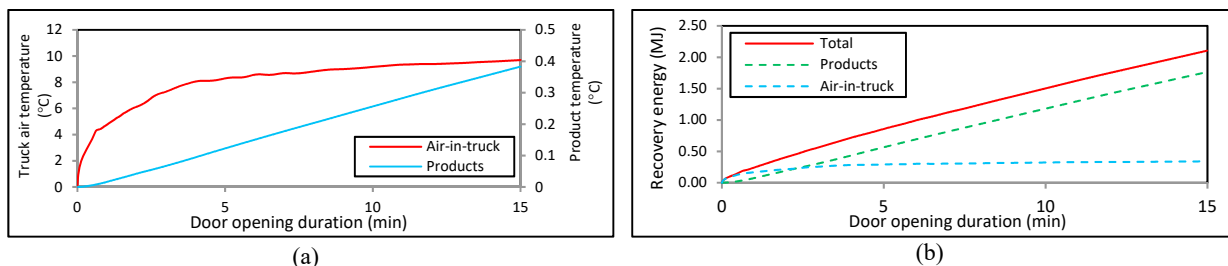 Truck air temperature
(°C)
12
10
8
6
4
2
0
0.5
0.4
0.3
0.2
0.1
0
Product temperature
(°C)
Air-in-truck
Products
0
5
10
15
Door opening duration (min)
(a)
Recovery energy (MJ)
2.50
2.00
1.50
1.00
0.50
0.00
Total
Products
Air-in-truck
0
5
10
15
Door opening duration (min)
(b)